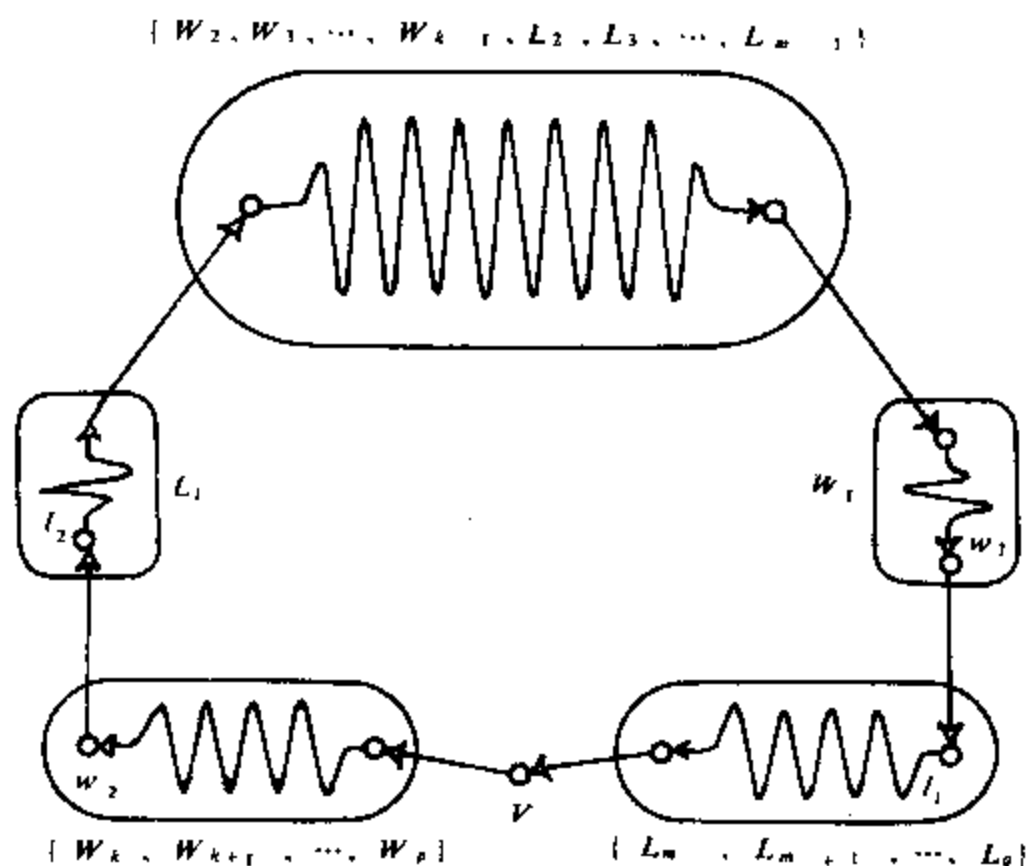 { W₂、W₃、…、Wₖ₋₁、L₂、L₃、…、Lₘ₋₁ }
L₁
W₁
l₂
w₁
w₂
V
l₁
{ Wₖ、Wₖ₊₁、…、Wₚ }
{ Lₘ、Lₘ₊₁、…、L_q }